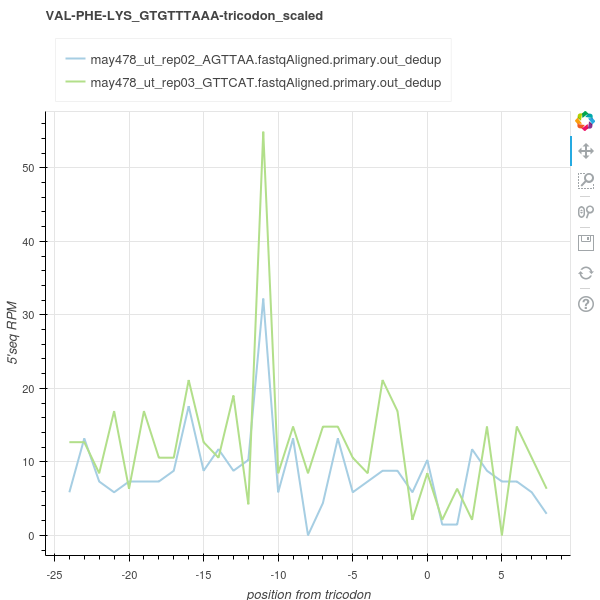 VAL-PHE-LYS_GTGTTTAAA-tricodon_scaled
may478_ut_rep02_AGTTAA.fastqAligned.primary.out_dedup
may478_ut_rep03_GTTCAT.fastqAligned.primary.out_dedup
5'seq RPM
50
40
30
20
10
0
-25 -20 -15 -10 -5 0 5
position from tricodon